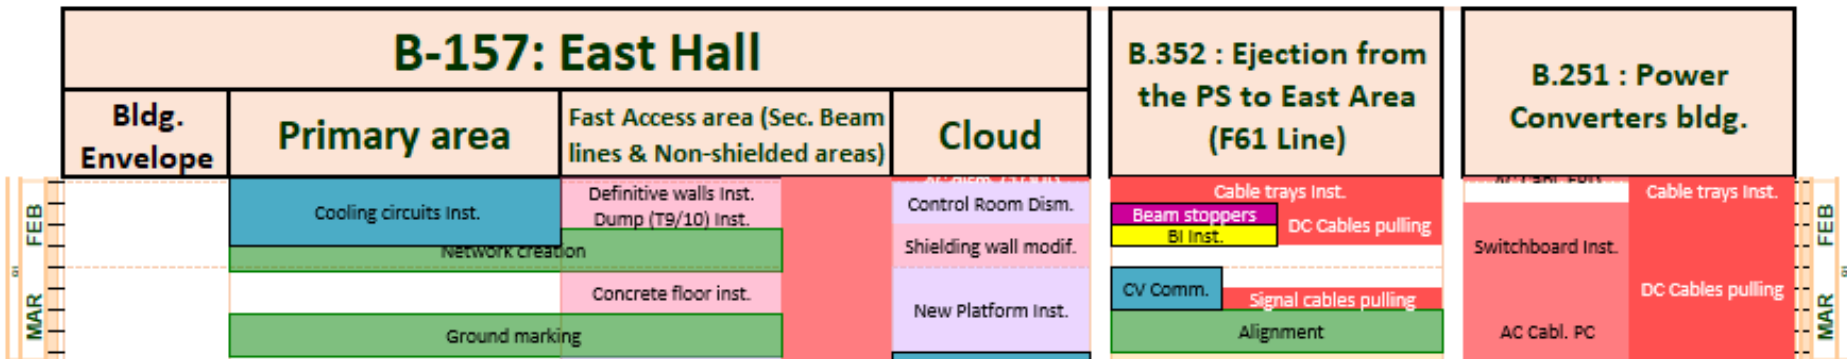 B-157: East Hall
B.352 : Ejection from
the PS to East Area
(F61 Line)
B.251 : Power
Converters bldg.
Bldg.
Envelope
Primary area
Fast Access area (Sec. Beam
lines & Non-shielded areas)
Cloud
FEB
MAR
Cooling circuits Inst.
Network creation
Ground marking
Definitive walls Inst.
Dump (T9/10) Inst.
Concrete floor inst.
Control Room Dism.
Shielding wall modif.
New Platform Inst.
Cable trays Inst.
Beam stoppers
BI Inst.
DC Cables pulling
CV Comm.
Signal cables pulling
Alignment
Switchboard Inst.
AC Cabl. PC
Cable trays Inst.
DC Cables pulling
FEB
MAR